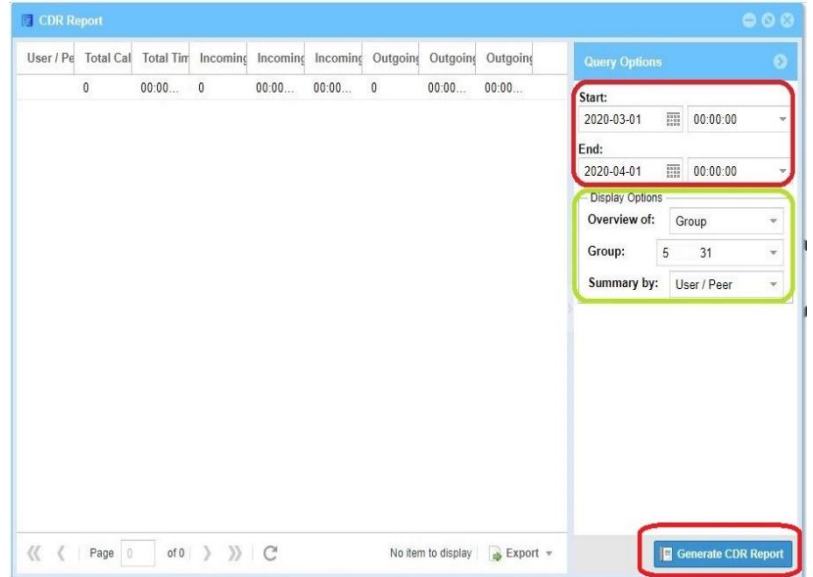 CDR Report
User / Pe Total Cal Total Tim Incoming Incoming Incoming Outgoing Outgoing Outgoing
0 00:00... 0 00:00... 00:00... 0 00:00... 00:00...
Query Options
Start:
2020-03-01 00:00:00
End:
2020-04-01 00:00:00
Display Options
Overview of: Group
Group: 5 31
Summary by: User / Peer
Page 0 of 0 No item to display Export
Generate CDR Report